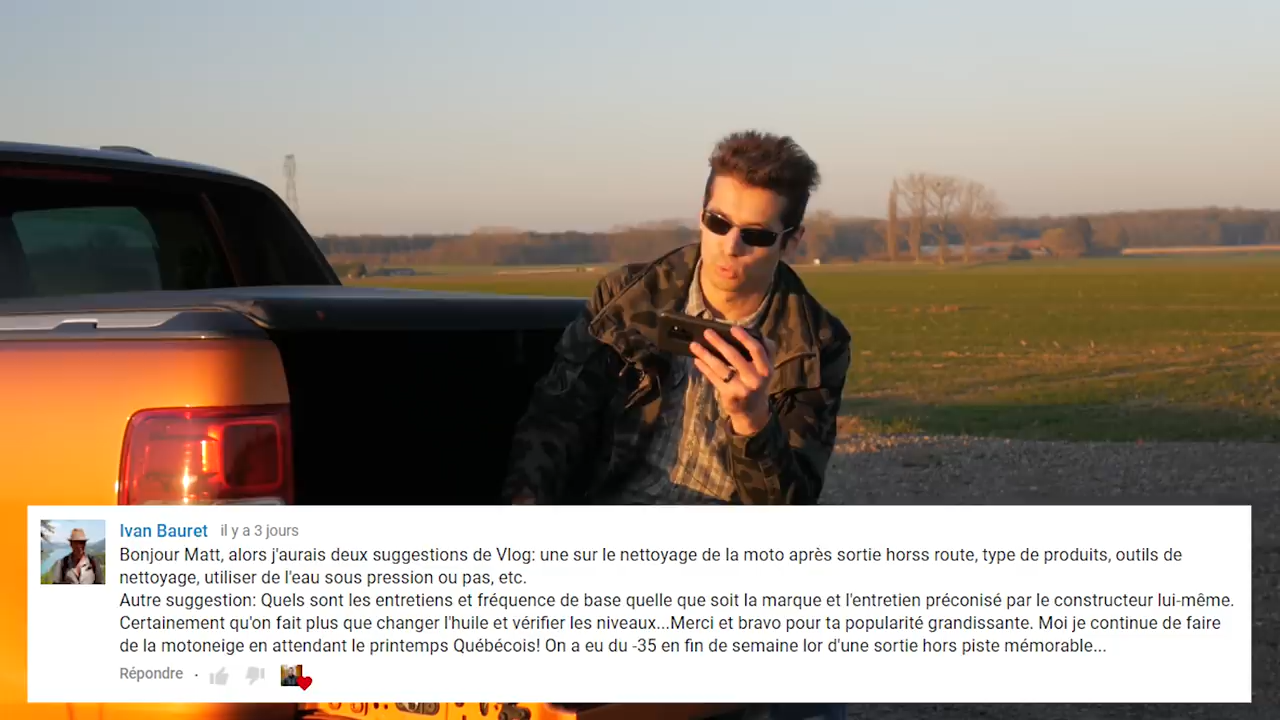 Ivan Bauret il y a 3 jours
Bonjour Matt, alors j'aurais deux suggestions de Vlog: une sur le nettoyage de la moto après sortie horss route, type de produits, outils de
nettoyage, utiliser de l'eau sous pression ou pas, etc.
Autre suggestion: Quels sont les entretiens et fréquence de base quelle que soit la marque et l'entretien préconisé par le constructeur lui-même.
Certainement qu'on fait plus que changer l'huile et vérifier les niveaux...Merci et bravo pour ta popularité grandissante. Moi je continue de faire
de la motoneige en attendant le printemps Québécois! On a eu du -35 en fin de semaine lor d'une sortie hors piste mémorable...
Répondre